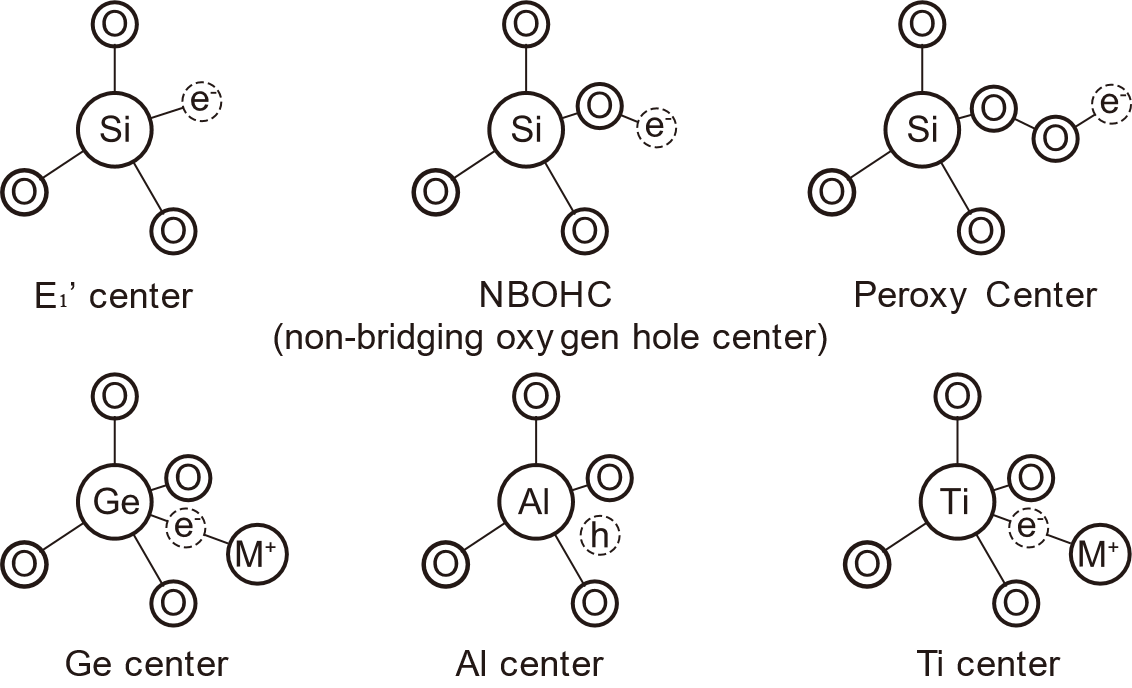 O O O
Si e⁻ Si O e⁻ Si O O e⁻
O O O O O O
E₁’ center NBOHC Peroxy Center
(non-bridging oxygen hole center)
O O O
Ge O Al O Ti O
e⁻ M⁺ h e⁻ M⁺
O O O O O O
Ge center Al center Ti center